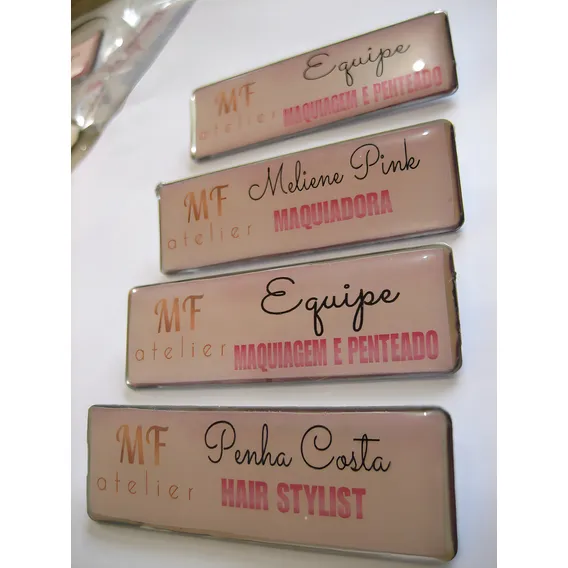 MF
atelier
Equipe
MAQUIAGEM E PENTEADO
MF
atelier
Meliene Pink
MAQUIADORA
MF
atelier
Equipe
MAQUIAGEM E PENTEADO
MF
atelier
Penha Costa
HAIR STYLIST